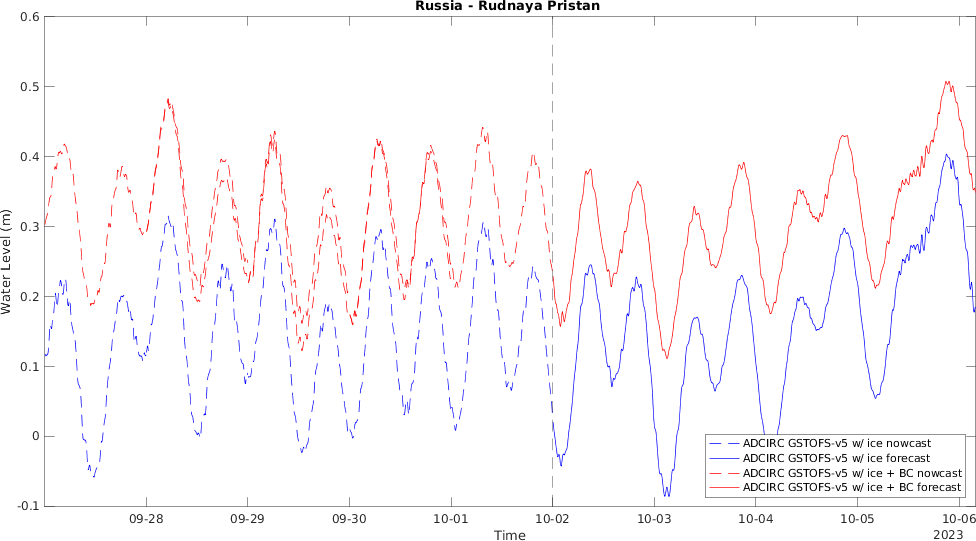 Russia - Rudnaya Pristan
0.6
0.5
0.4
0.3
0.2
0.1
0
-0.1
Water Level (m)
ADCIRC GSTOFS-v5 w/ ice nowcast
ADCIRC GSTOFS-v5 w/ ice forecast
ADCIRC GSTOFS-v5 w/ ice + BC nowcast
ADCIRC GSTOFS-v5 w/ ice + BC forecast
09-28 09-29 09-30 10-01 10-02 10-03 10-04 10-05 10-06
Time
2023